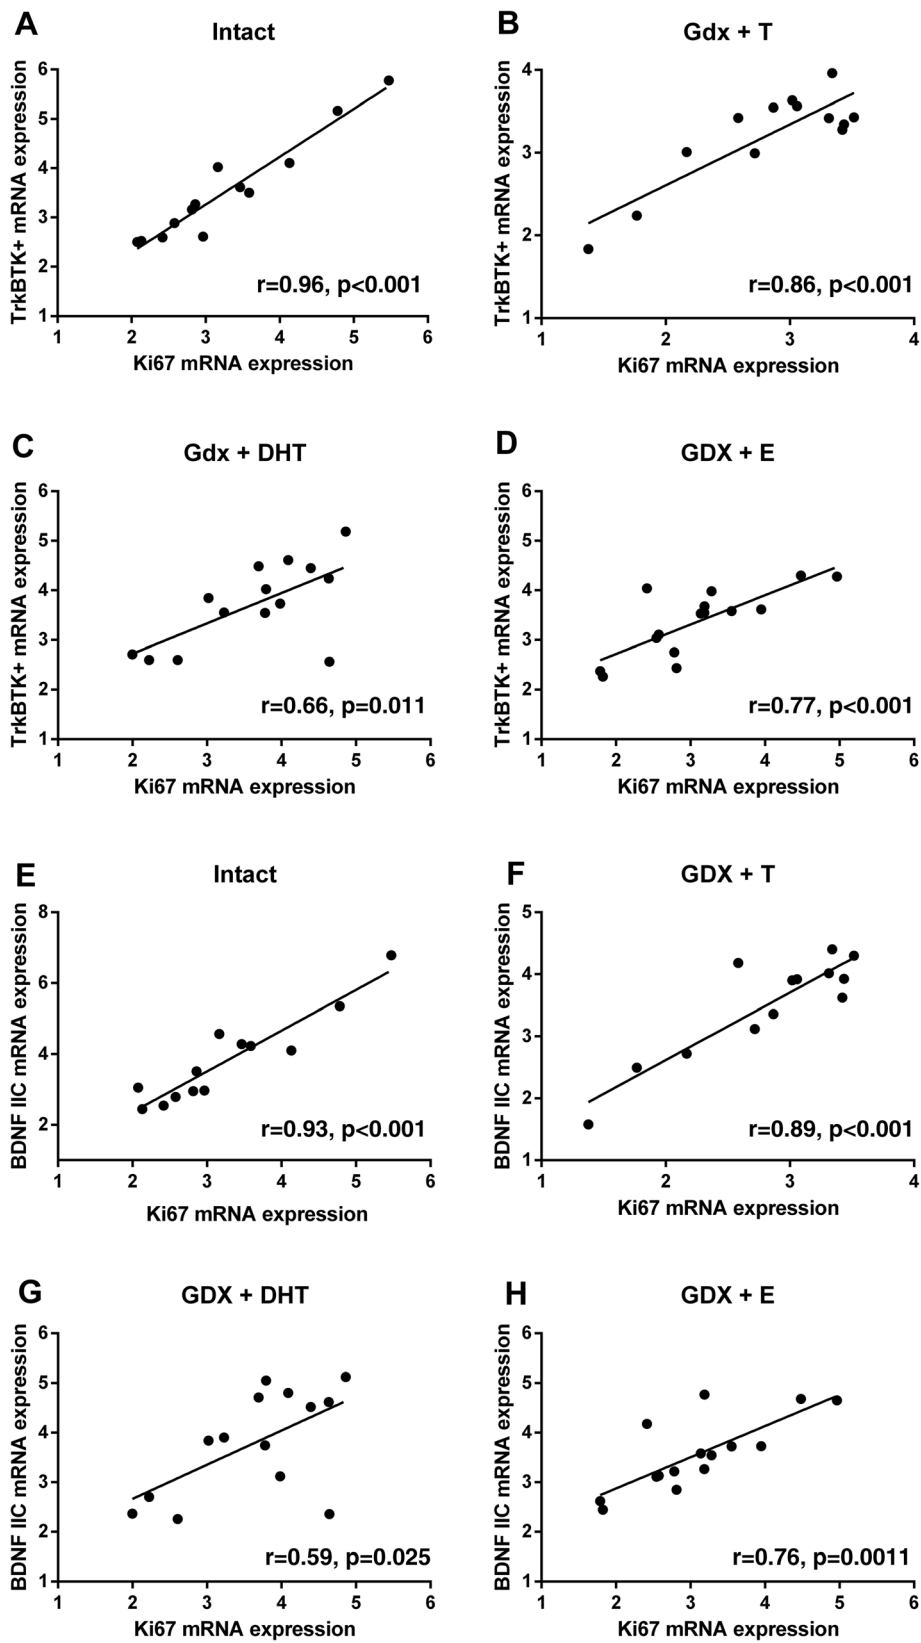 A
Intact
TrkBTK+ mRNA expression
6
5
4
3
2
1
r=0.96, p<0.001
1 2 3 4 5 6
Ki67 mRNA expression
B
Gdx + T
TrkBTK+ mRNA expression
4
3
2
1
r=0.86, p<0.001
1 2 3 4
Ki67 mRNA expression
C
Gdx + DHT
TrkBTK+ mRNA expression
6
5
4
3
2
1
r=0.66, p=0.011
1 2 3 4 5 6
Ki67 mRNA expression
D
GDX + E
TrkBTK+ mRNA expression
6
5
4
3
2
1
r=0.77, p<0.001
1 2 3 4 5 6
Ki67 mRNA expression
E
Intact
BDNF IIC mRNA expression
8
6
4
2
r=0.93, p<0.001
1 2 3 4 5 6
Ki67 mRNA expression
F
GDX + T
BDNF IIC mRNA expression
5
4
3
2
1
r=0.89, p<0.001
1 2 3 4
Ki67 mRNA expression
G
GDX + DHT
BDNF IIC mRNA expression
6
5
4
3
2
1
r=0.59, p=0.025
1 2 3 4 5 6
Ki67 mRNA expression
H
GDX + E
BDNF IIC mRNA expression
6
5
4
3
2
1
r=0.76, p=0.0011
1 2 3 4 5 6
Ki67 mRNA expression